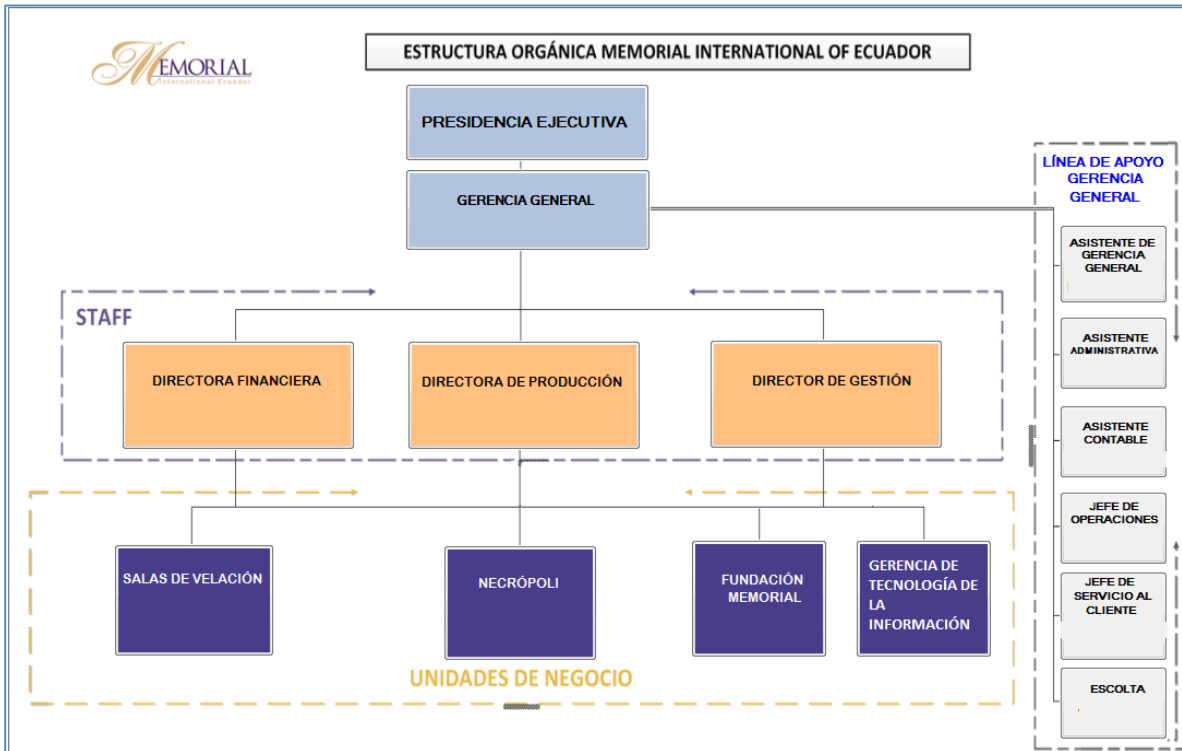 MEMORIAL
International Ecuador
ESTRUCTURA ORGÁNICA MEMORIAL INTERNATIONAL OF ECUADOR
PRESIDENCIA EJECUTIVA
GERENCIA GENERAL
LÍNEA DE APOYO
GERENCIA
GENERAL
ASISTENTE DE
GERENCIA
GENERAL
ASISTENTE
ADMINISTRATIVA
ASISTENTE
CONTABLE
JEFE DE
OPERACIONES
JEFE DE
SERVICIO AL
CLIENTE
ESCOLTA
STAFF
DIRECTORA FINANCIERA
DIRECTORA DE PRODUCCIÓN
DIRECTOR DE GESTIÓN
SALAS DE VELACIÓN
NECRÓPOLI
FUNDACIÓN
MEMORIAL
GERENCIA DE
TECNOLOGÍA DE
LA
INFORMACIÓN
UNIDADES DE NEGOCIO